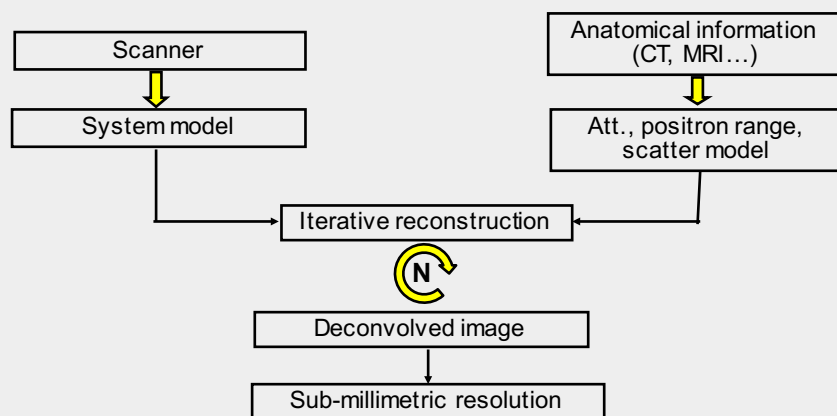 Scanner
Anatomical information
(CT, MRI…)
System model
Att., positron range,
scatter model
Iterative reconstruction
N
Deconvolved image
Sub-millimetric resolution